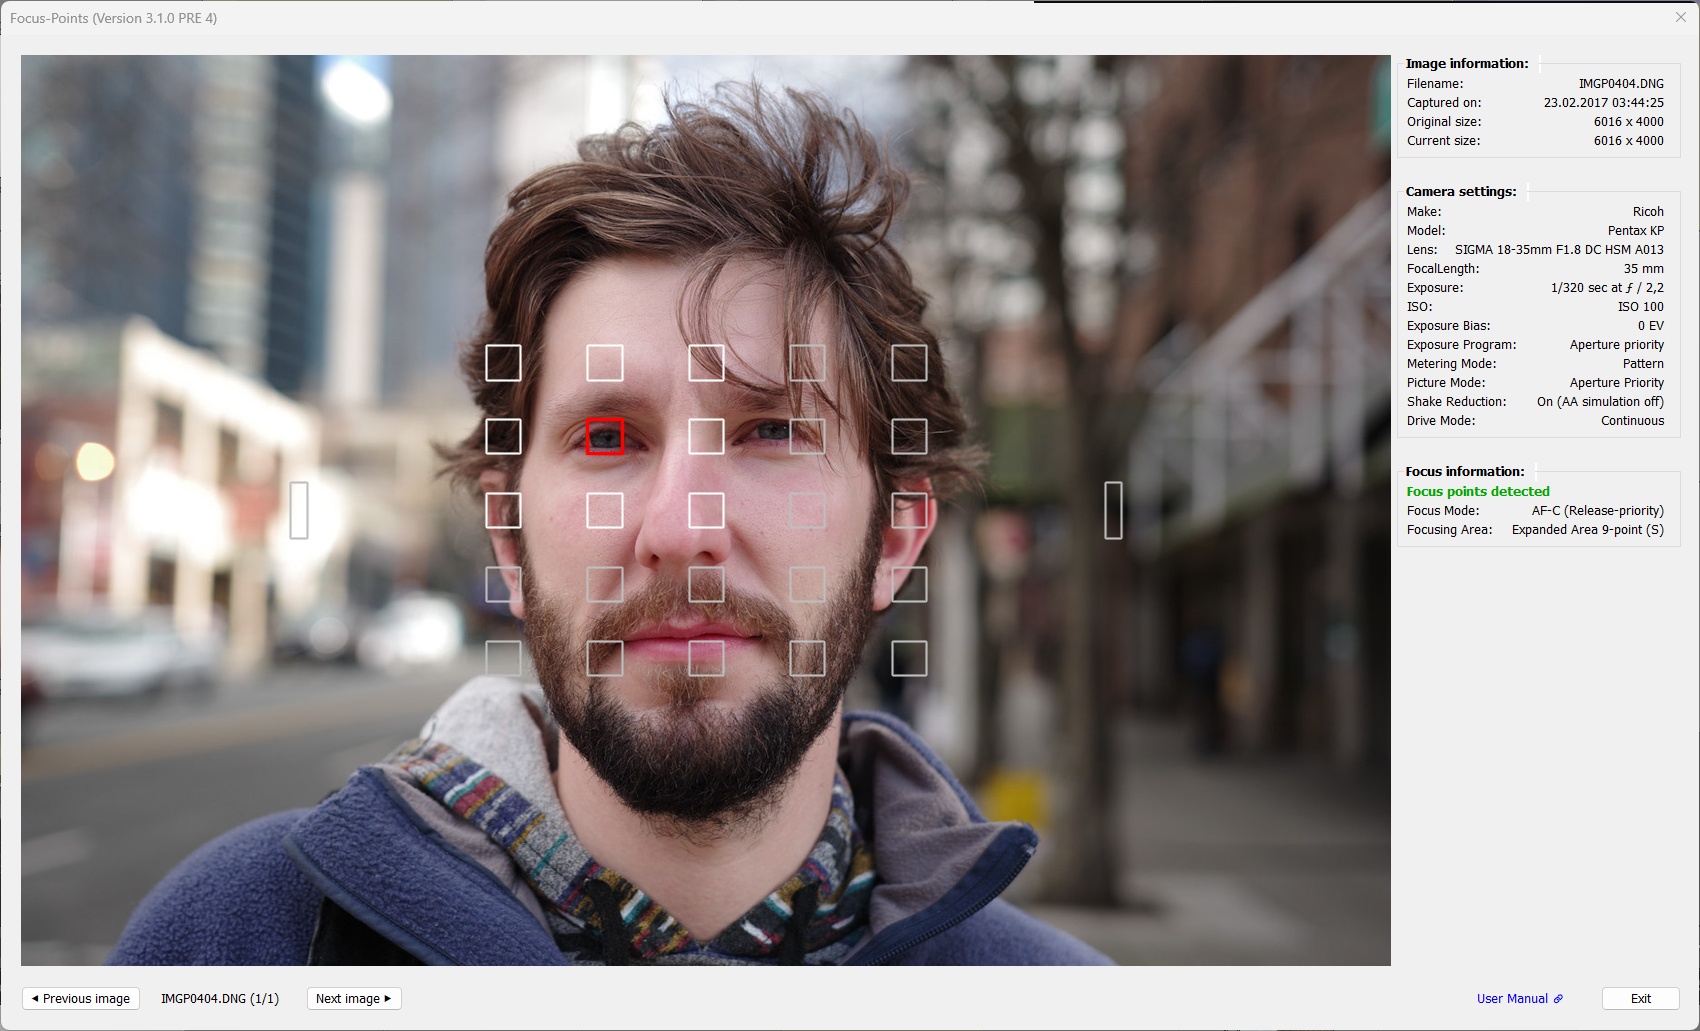 Focus-Points (Version 3.1.0 PRE 4)
Image information:
Filename: IMGP0404.DNG
Captured on: 23.02.2017 03:44:25
Original size: 6016 x 4000
Current size: 6016 x 4000
Camera settings:
Make: Ricoh
Model: Pentax KP
Lens: SIGMA 18-35mm F1.8 DC HSM A013
FocalLength: 35 mm
Exposure: 1/320 sec at ƒ / 2,2
ISO: ISO 100
Exposure Bias: 0 EV
Exposure Program: Aperture priority
Metering Mode: Pattern
Picture Mode: Aperture Priority
Shake Reduction: On (AA simulation off)
Drive Mode: Continuous
Focus information:
Focus points detected
Focus Mode: AF-C (Release-priority)
Focusing Area: Expanded Area 9-point (S)
Previous image IMGP0404.DNG (1/1) Next image User Manual Exit